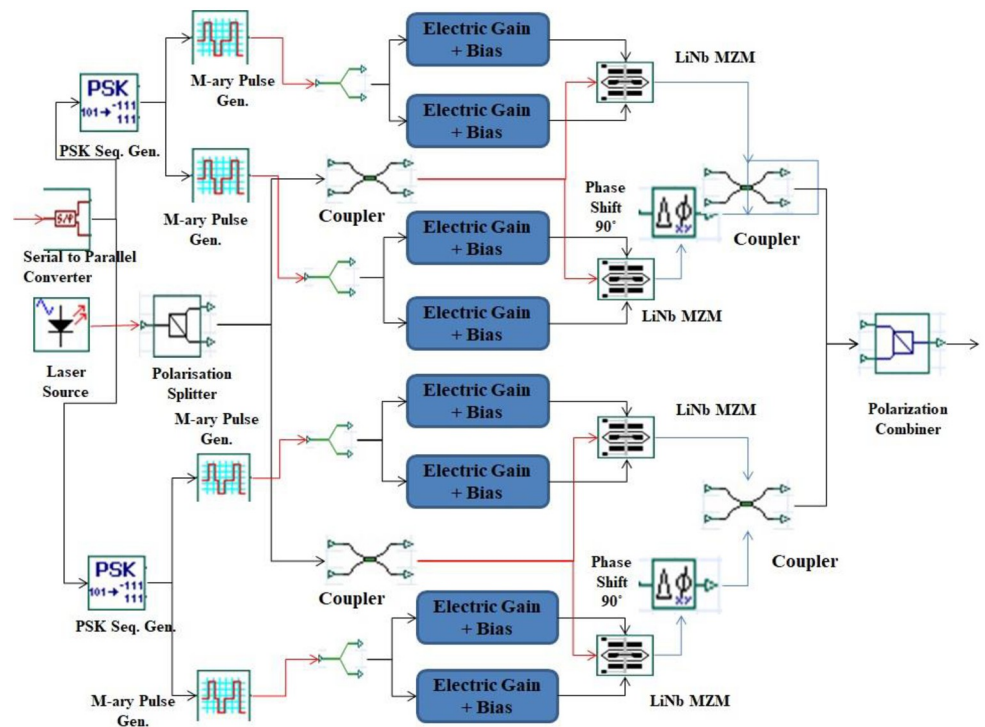 Electric Gain
+ Bias
LiNb MZM
PSK
101→ -111
111
M-ary Pulse
Gen.
PSK Seq. Gen.
Electric Gain
+ Bias
Phase
Shift
90°
M-ary Pulse
Gen.
Coupler
Coupler
S/P
Serial to Parallel
Converter
Electric Gain
+ Bias
LiNb MZM
Electric Gain
+ Bias
Laser
Source
Polarisation
Splitter
Polarization
Combiner
M-ary Pulse
Gen.
Electric Gain
+ Bias
LiNb MZM
Electric Gain
+ Bias
Coupler
PSK
101→ -111
111
PSK Seq. Gen.
Coupler
Phase
Shift
90°
Electric Gain
+ Bias
M-ary Pulse
Gen.
Electric Gain
+ Bias
LiNb MZM
Δ ϕ
XY
Δ ϕ
XY